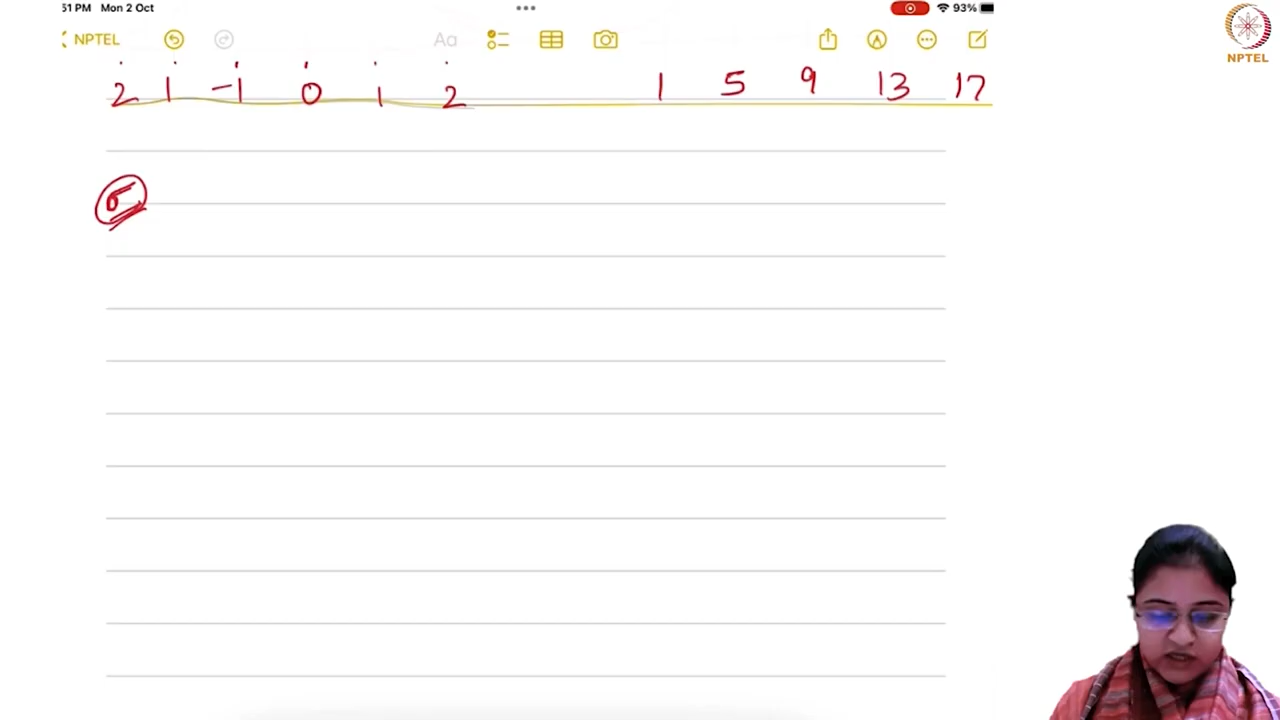 51 PM Mon 2 Oct 93%
NPTEL Aa
NPTEL
2 1 -1 0 1 2 1 5 9 13 17
σ